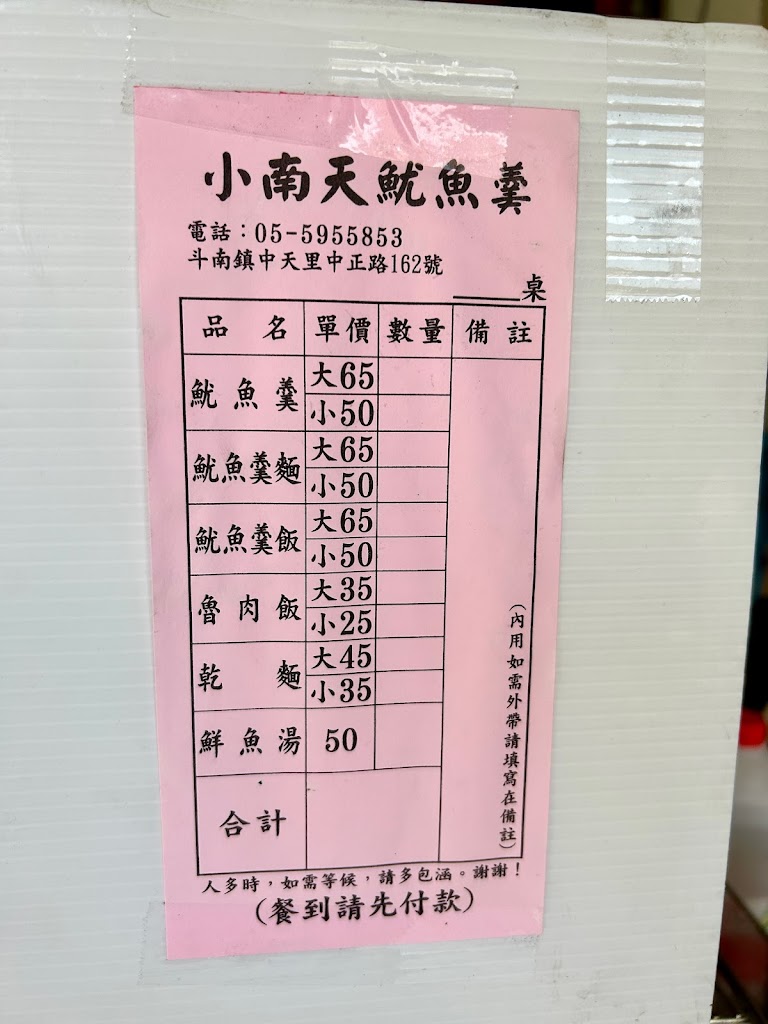 小南天魷魚羹
電話：05-5955853
斗南鎮中天里中正路162號
桌
品名 單價 數量 備註
魷魚羹 大65
小50
魷魚羹麵 大65
小50
魷魚羹飯 大65
小50
魯肉飯 大35
小25
乾麵 大45
小35
鮮魚湯 50
合計
（內用如需外帶請填寫在備註）
人多時，如需等候，請多包涵。謝謝！
（餐到請先付款）